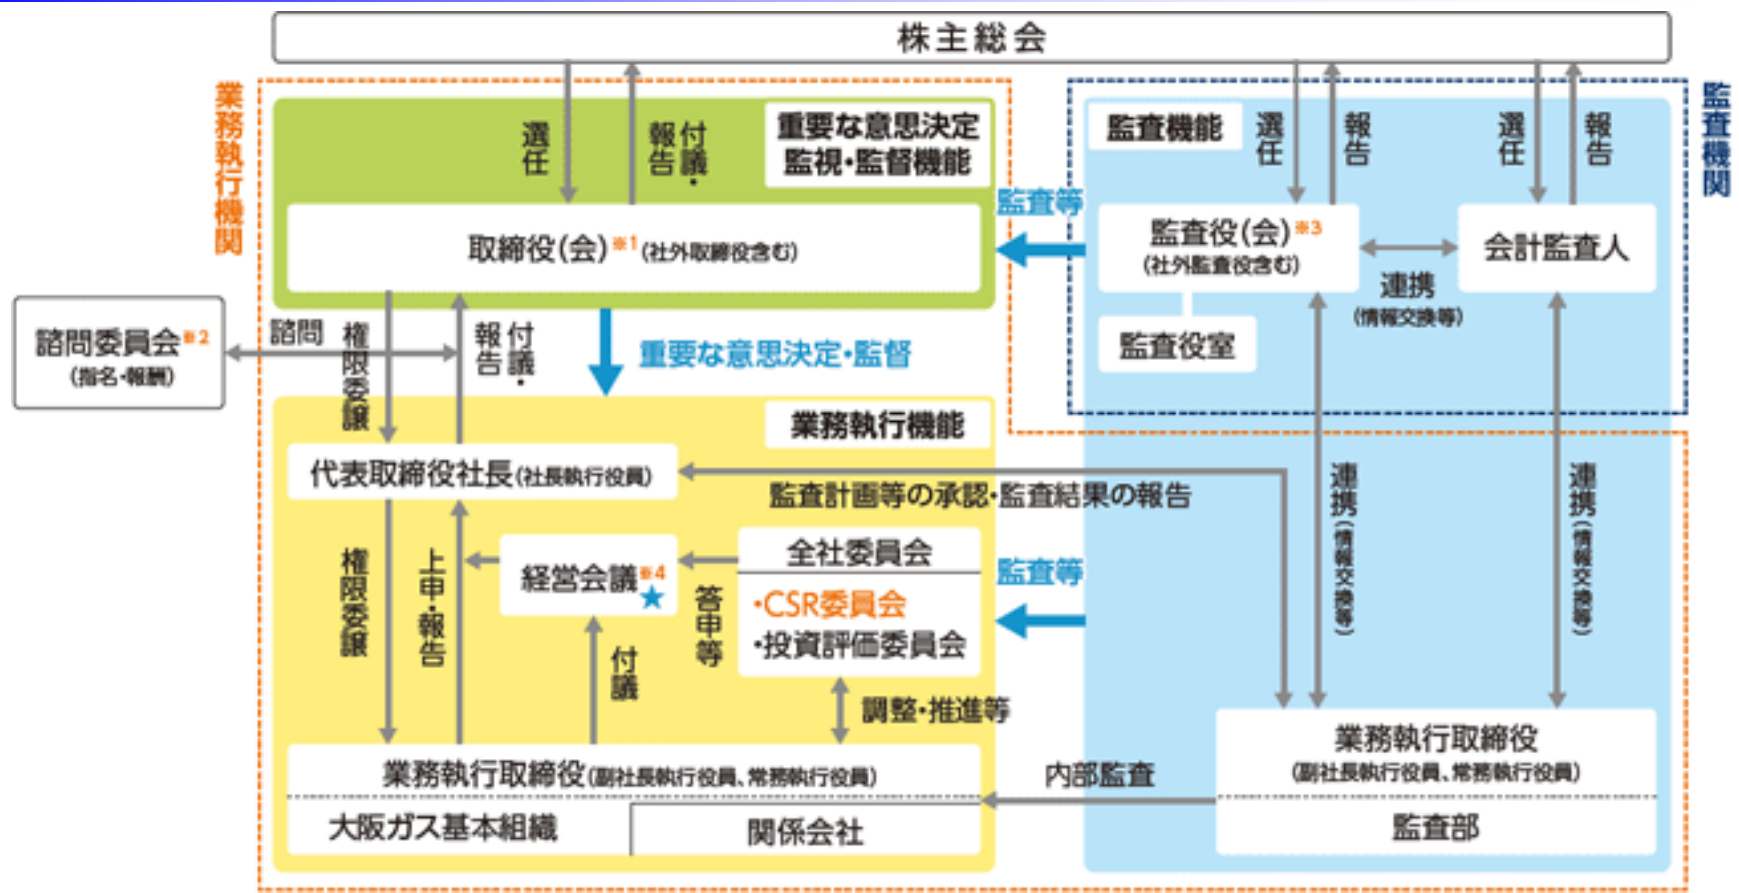 株主総会
業務執行機関
監査機関
選任
付議・
報告
重要な意思決定
監視・監督機能
監査機能
選任
報告
選任
報告
取締役(会)※1(社外取締役含む)
監査等
監査役(会)※3
(社外監査役含む)
会計監査人
連携
(情報交換等)
監査役室
諮問委員会※2
(指名・報酬)
諮問
権限委譲
付議・
報告
重要な意思決定・監督
業務執行機能
代表取締役社長(社長執行役員)
監査計画等の承認・監査結果の報告
連携(情報交換等)
連携(情報交換等)
権限委譲
上申・報告
経営会議※4
★
答申等
全社委員会
・CSR委員会
・投資評価委員会
監査等
付議
調整・推進等
業務執行取締役(副社長執行役員、常務執行役員)
大阪ガス基本組織
関係会社
内部監査
業務執行取締役
(副社長執行役員、常務執行役員)
監査部